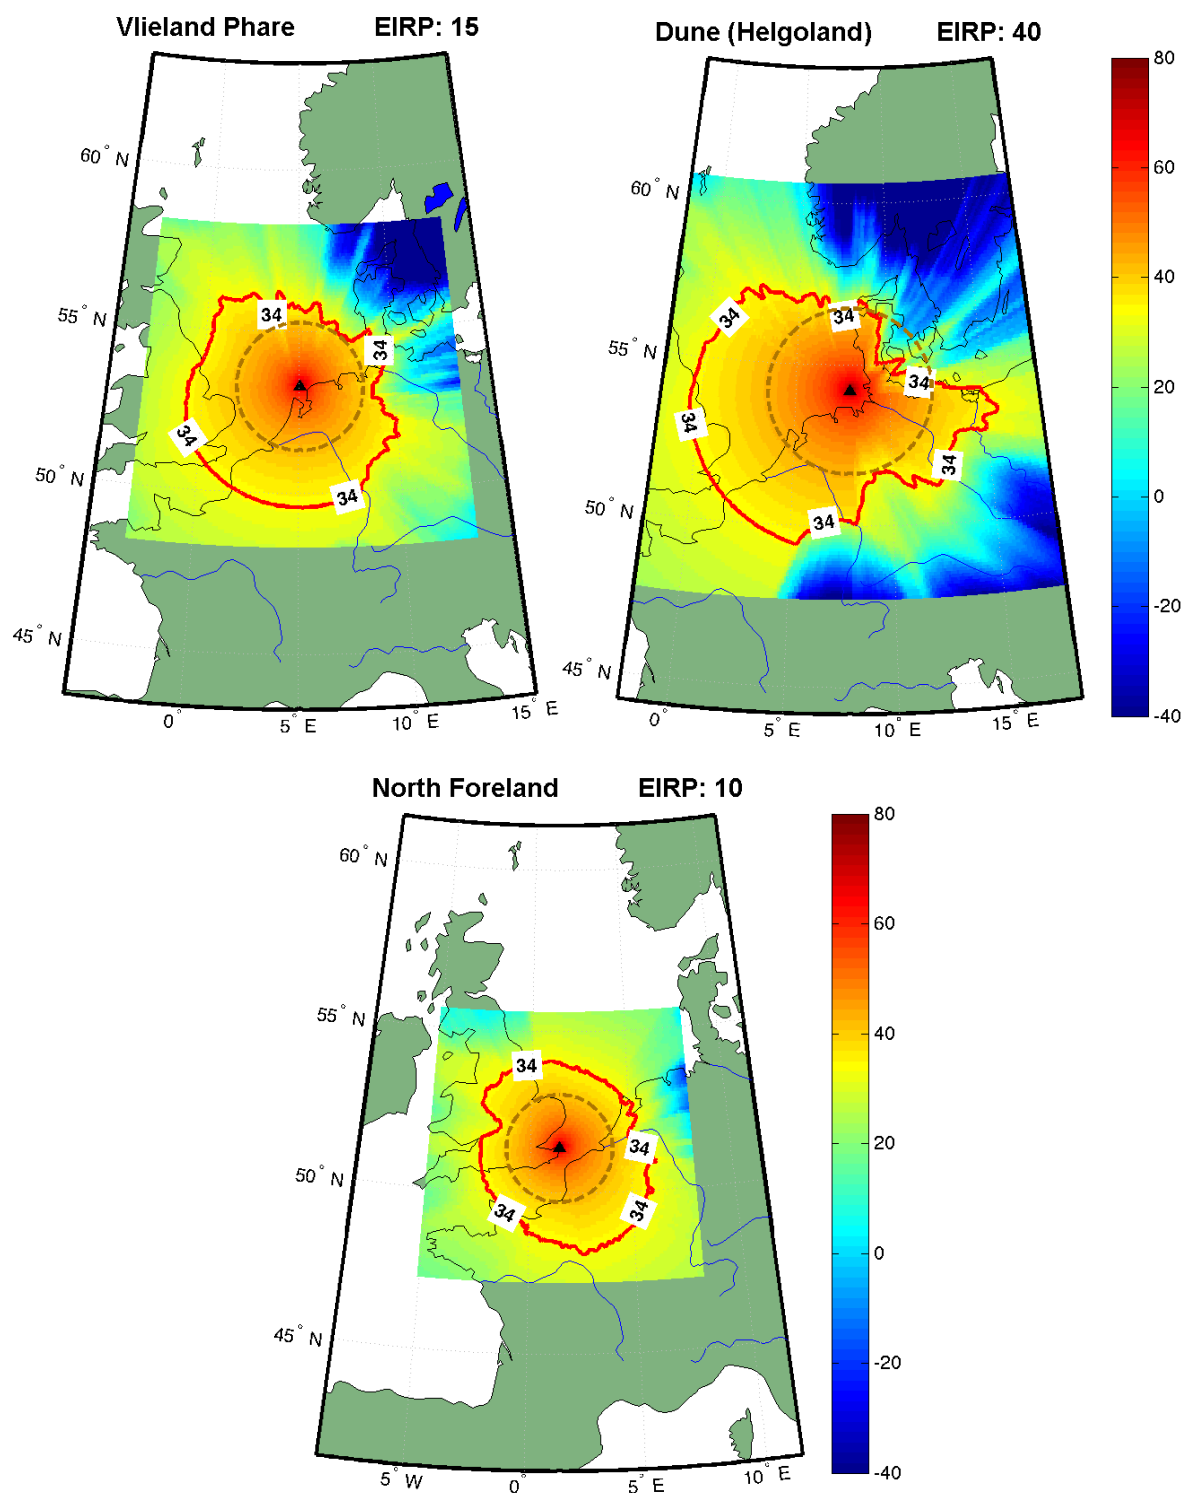 Vlieland Phare EIRP: 15
60° N
55° N
50° N
45° N
0°
5° E
10° E
15° E
34
34
34
34
Dune (Helgoland) EIRP: 40
60° N
55° N
50° N
45° N
0°
5° E
10° E
15° E
34
34
34
34
34
34
80
60
40
20
0
-20
-40
North Foreland EIRP: 10
60° N
55° N
50° N
45° N
5° W
0°
5° E
10° E
34
34
34
34
80
60
40
20
0
-20
-40